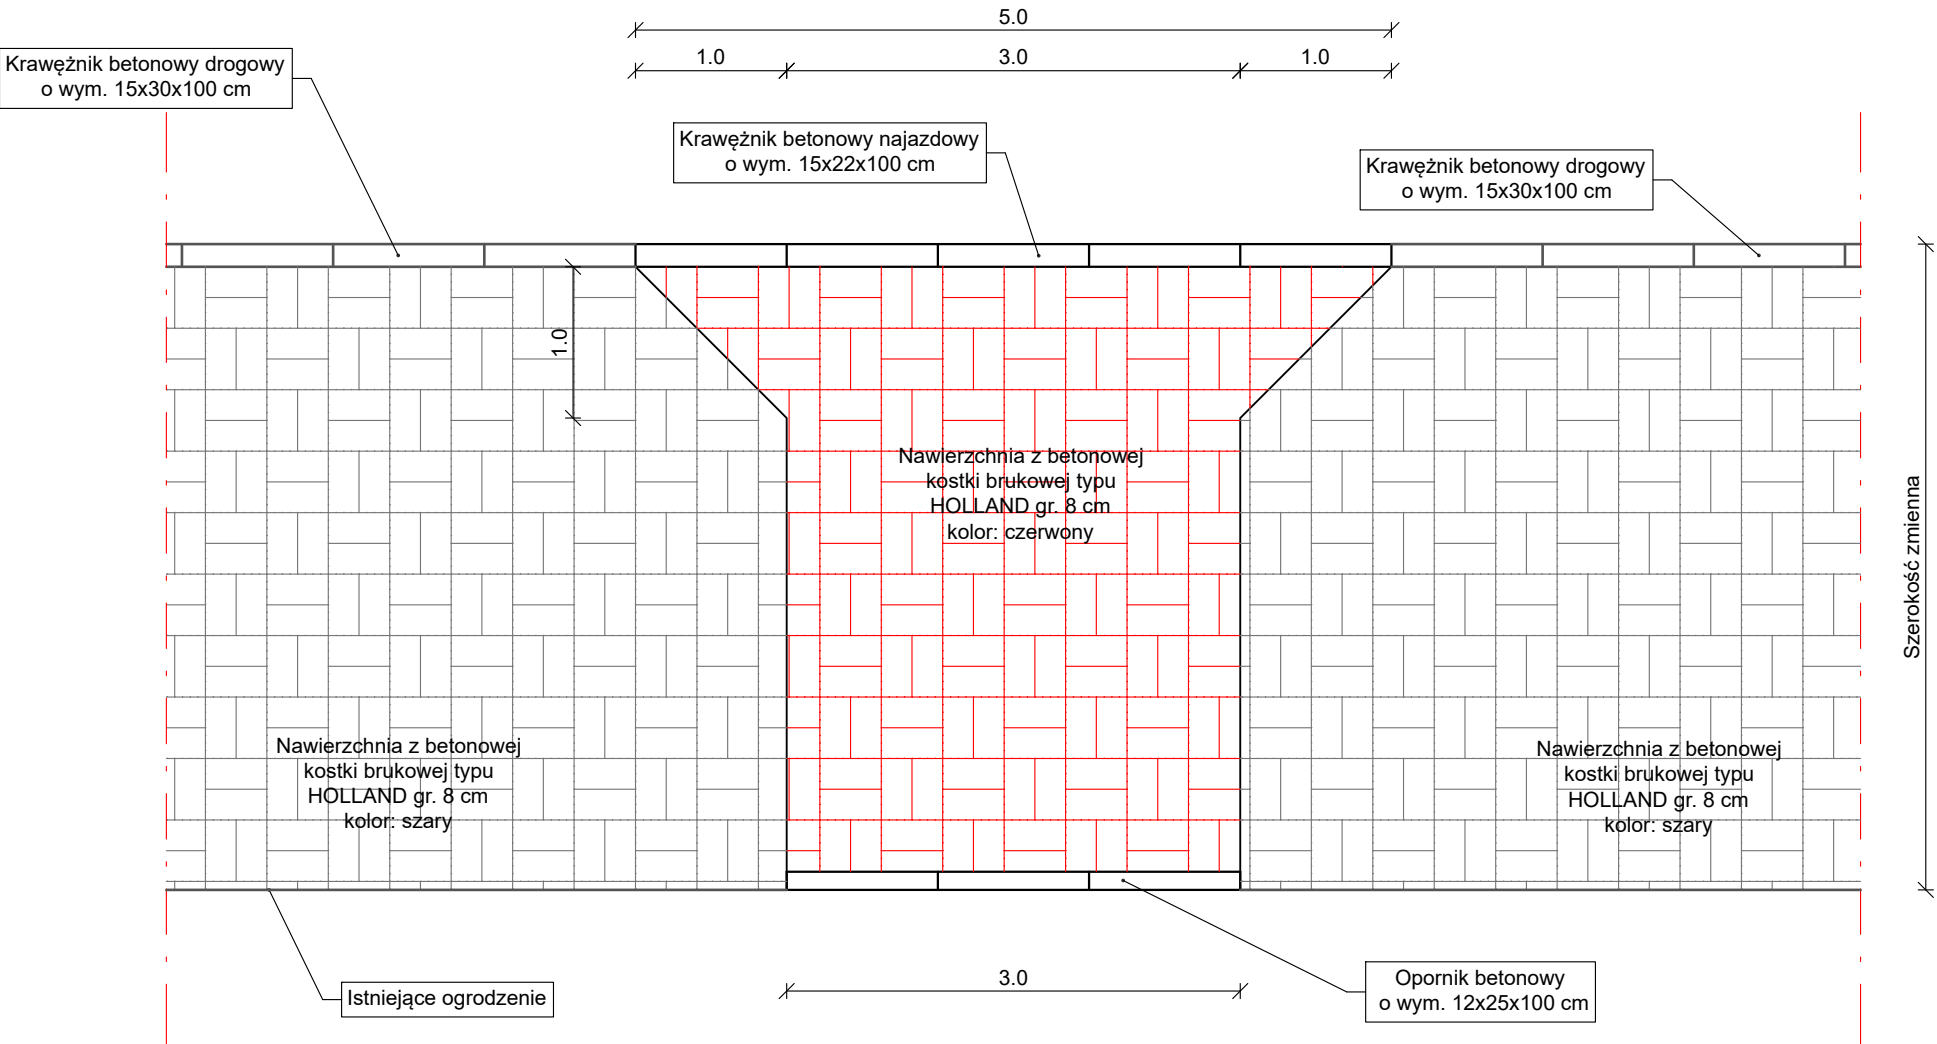 5.0
1.0
3.0
1.0
Krawężnik betonowy drogowy
o wym. 15x30x100 cm
Krawężnik betonowy najazdowy
o wym. 15x22x100 cm
Krawężnik betonowy drogowy
o wym. 15x30x100 cm
1.0
Nawierzchnia z betonowej
kostki brukowej typu
HOLLAND gr. 8 cm
kolor: czerwony
Szerokość zmienna
Nawierzchnia z betonowej
kostki brukowej typu
HOLLAND gr. 8 cm
kolor: szary
Nawierzchnia z betonowej
kostki brukowej typu
HOLLAND gr. 8 cm
kolor: szary
Istniejące ogrodzenie
3.0
Opornik betonowy
o wym. 12x25x100 cm